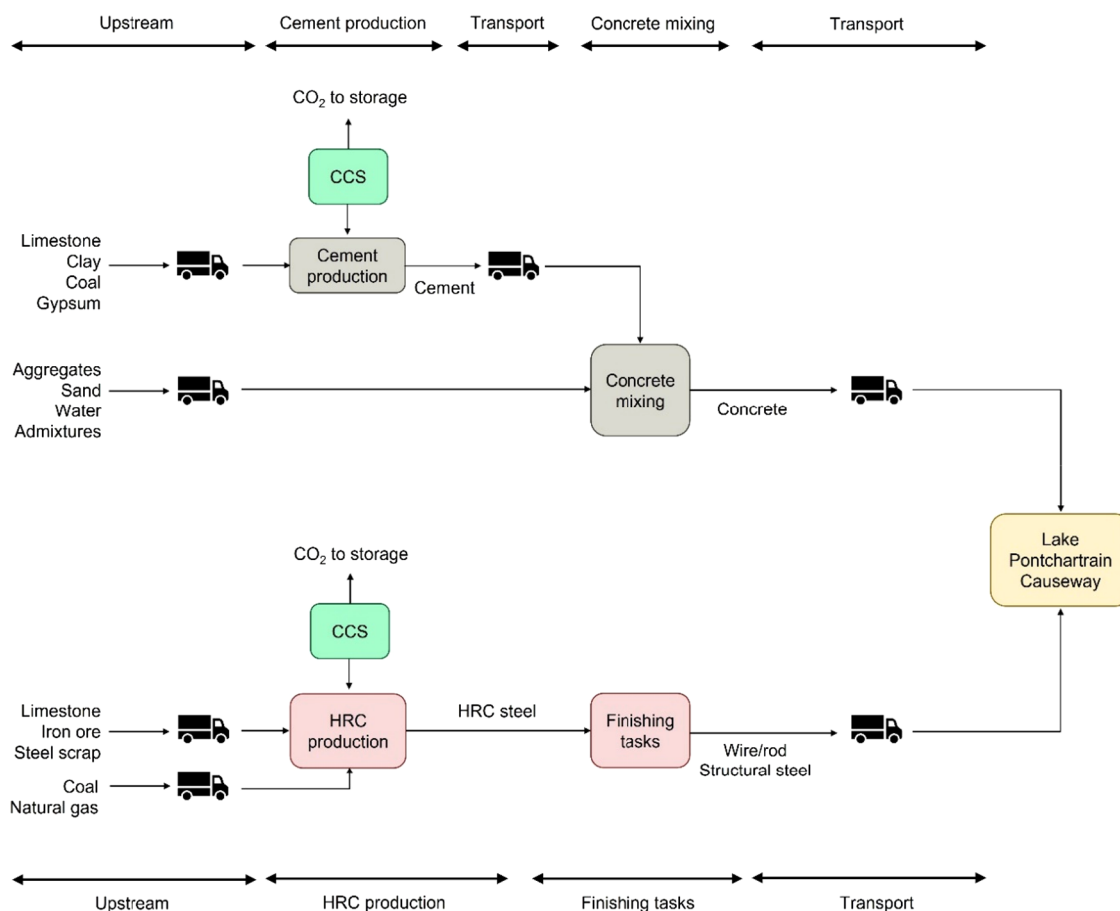 Upstream
Cement production
Transport
Concrete mixing
Transport
CO₂ to storage
CCS
Limestone
Clay
Coal
Gypsum
Cement
production
Cement
Aggregates
Sand
Water
Admixtures
Concrete
mixing
Concrete
Lake
Pontchartrain
Causeway
CO₂ to storage
CCS
Limestone
Iron ore
Steel scrap
Coal
Natural gas
HRC
production
HRC steel
Finishing
tasks
Wire/rod
Structural steel
Upstream
HRC production
Finishing tasks
Transport